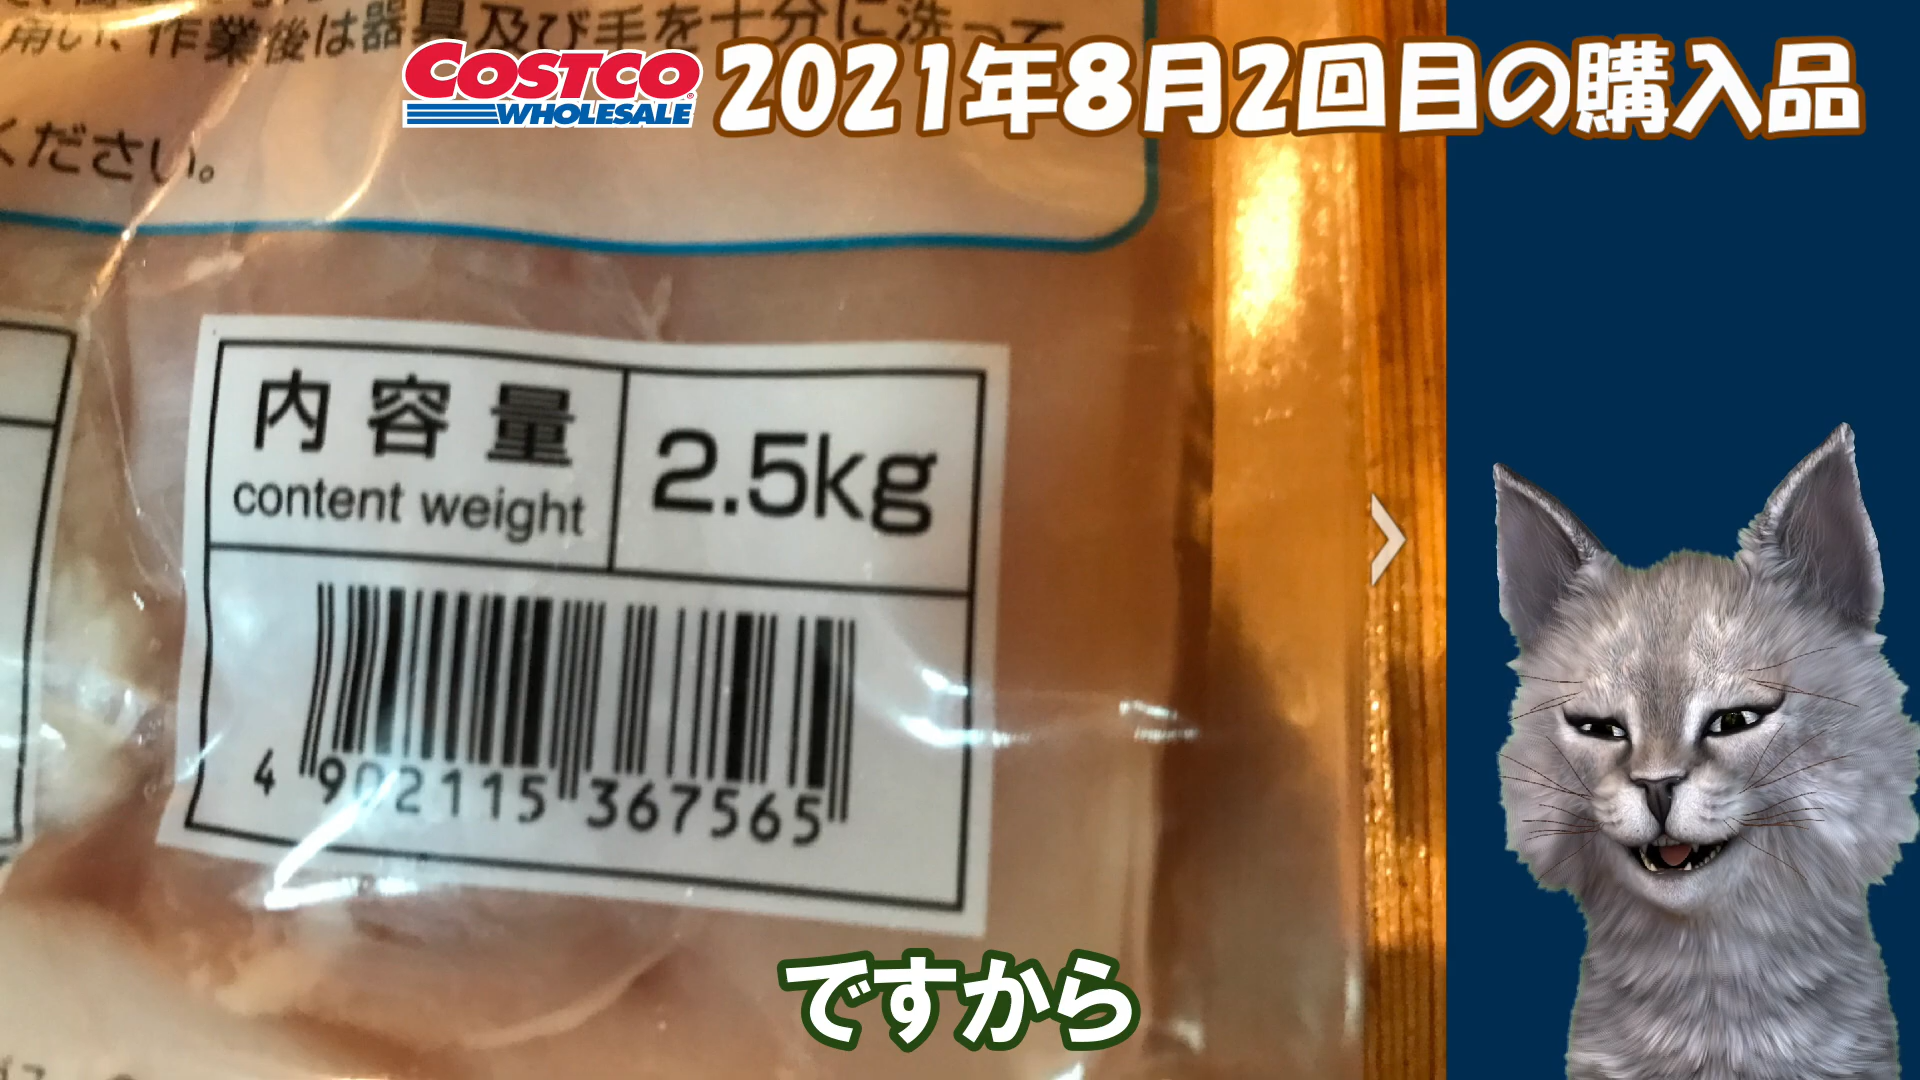 用い、作業後は器具及び手を十分に洗って
COSTCO WHOLESALE 2021年8月2回目の購入品
ください。
内容量 2.5kg
content weight
4 902115 367565
ですから